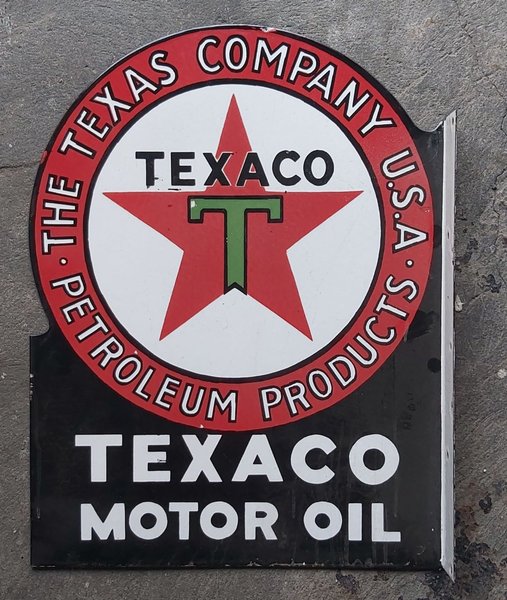 THE TEXAS COMPANY U.S.A.
PETROLEUM PRODUCTS
TEXACO
T
TEXACO
MOTOR OIL